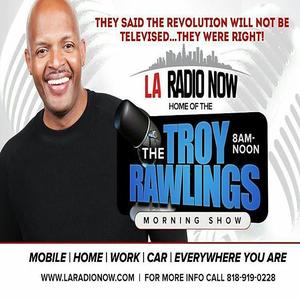 THEY SAID THE REVOLUTION WILL NOT BE
TELEVISED...THEY WERE RIGHT!
LA RADIO NOW
HOME OF THE
THE TROY 8AM-
NOON
RAWLINGS
MORNING SHOW
MOBILE | HOME | WORK | CAR | EVERYWHERE YOU ARE
WWW.LARADIONOW.COM | FOR MORE INFO CALL 818-919-0228